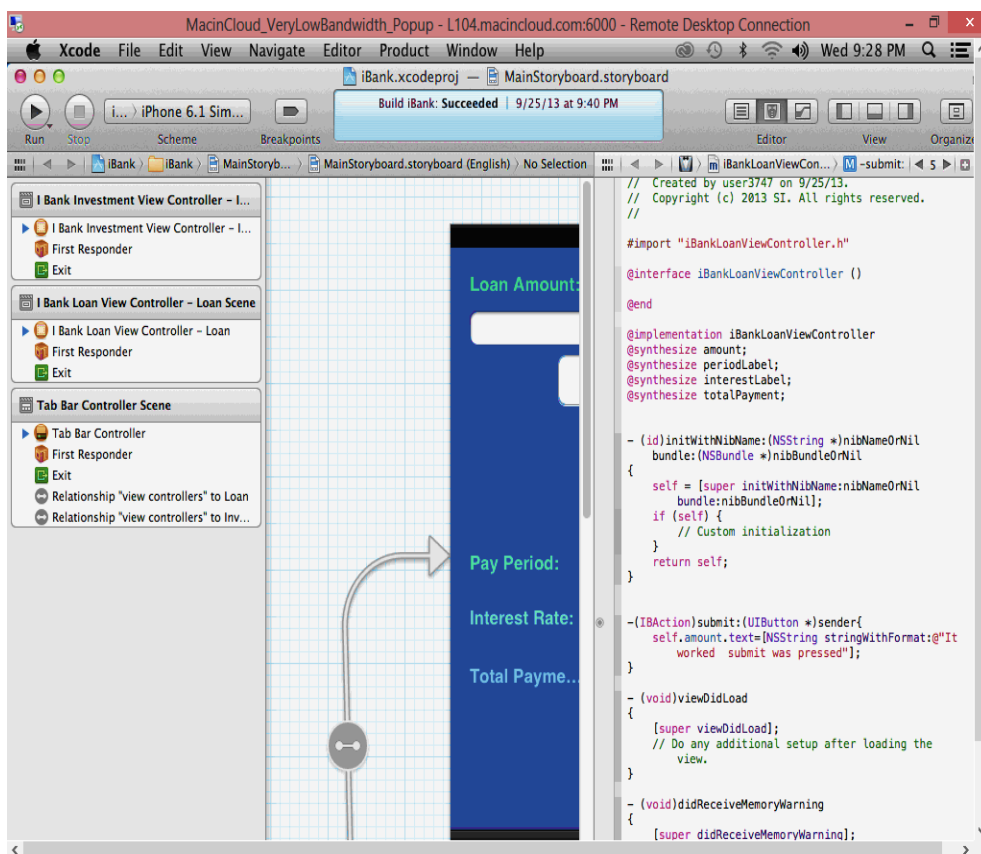 MacinCloud_VeryLowBandwidth_Popup - L104.macincloud.com:6000 - Remote Desktop Connection
Xcode File Edit View Navigate Editor Product Window Help Wed 9:28 PM
iBank.xcodeproj — MainStoryboard.storyboard
i... iPhone 6.1 Sim...
Build iBank: Succeeded | 9/25/13 at 9:40 PM
Run Stop Scheme Breakpoints Editor View Organize
iBank iBank MainStoryb... MainStoryboard.storyboard (English) No Selection
iBankLoanViewCon... M -submit: 5
I Bank Investment View Controller – I...
I Bank Investment View Controller – I...
First Responder
Exit
I Bank Loan View Controller – Loan Scene
I Bank Loan View Controller – Loan
First Responder
Exit
Tab Bar Controller Scene
Tab Bar Controller
First Responder
Exit
Relationship "view controllers" to Loan
Relationship "view controllers" to Inv...
Loan Amount:
Pay Period:
Interest Rate:
Total Payme...
// Created by user3747 on 9/25/13.
// Copyright (c) 2013 SI. All rights reserved.
//
#import "iBankLoanViewController.h"
@interface iBankLoanViewController ()
@end
@implementation iBankLoanViewController
@synthesize amount;
@synthesize periodLabel;
@synthesize interestLabel;
@synthesize totalPayment;
- (id)initWithNibName:(NSString *)nibNameOrNil
bundle:(NSBundle *)nibBundleOrNil
{
self = [super initWithNibName:nibNameOrNil
bundle:nibBundleOrNil];
if (self) {
// Custom initialization
}
return self;
}
-(IBAction)submit:(UIButton *)sender{
self.amount.text=[NSString stringWithFormat:@"It
worked  submit was pressed"];
}
- (void)viewDidLoad
{
[super viewDidLoad];
// Do any additional setup after loading the
view.
}
- (void)didReceiveMemoryWarning
{
[super didReceiveMemoryWarning];